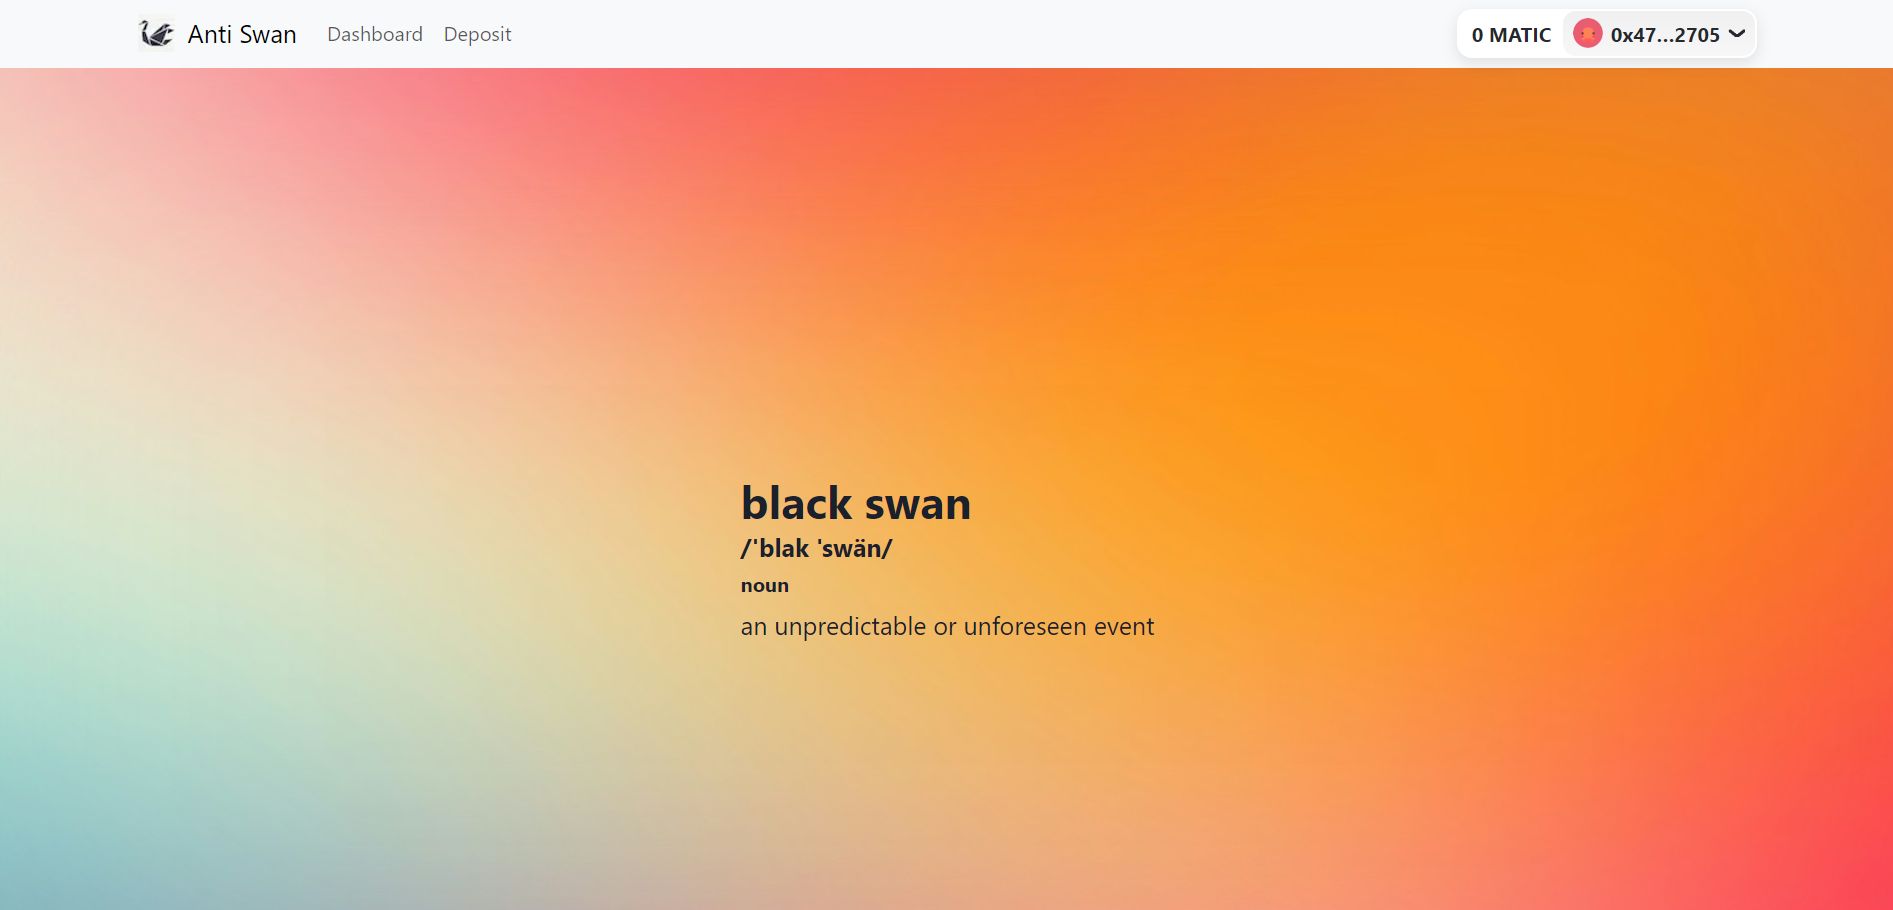 Anti Swan Dashboard Deposit 0 MATIC 0x47...2705
black swan
/ˈblak ˈswän/
noun
an unpredictable or unforeseen event